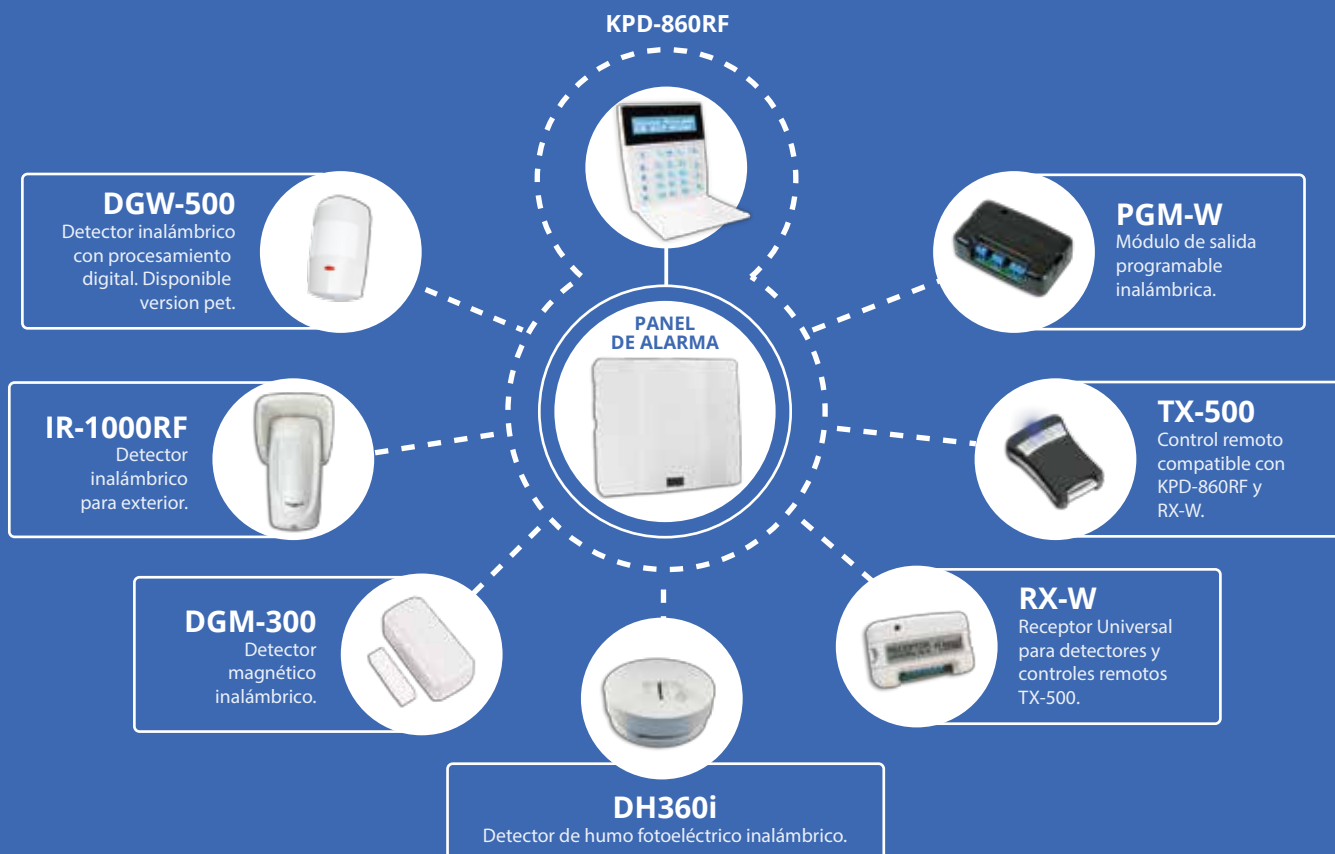 KPD-860RF
DGW-500
Detector inalámbrico
con procesamiento
digital. Disponible
version pet.
PGM-W
Módulo de salida
programable
inalámbrica.
PANEL
DE ALARMA
IR-1000RF
Detector
inalámbrico
para exterior.
TX-500
Control remoto
compatible con
KPD-860RF y
RX-W.
DGM-300
Detector
magnético
inalámbrico.
RX-W
Receptor Universal
para detectores y
controles remotos
TX-500.
DH360i
Detector de humo fotoeléctrico inalámbrico.